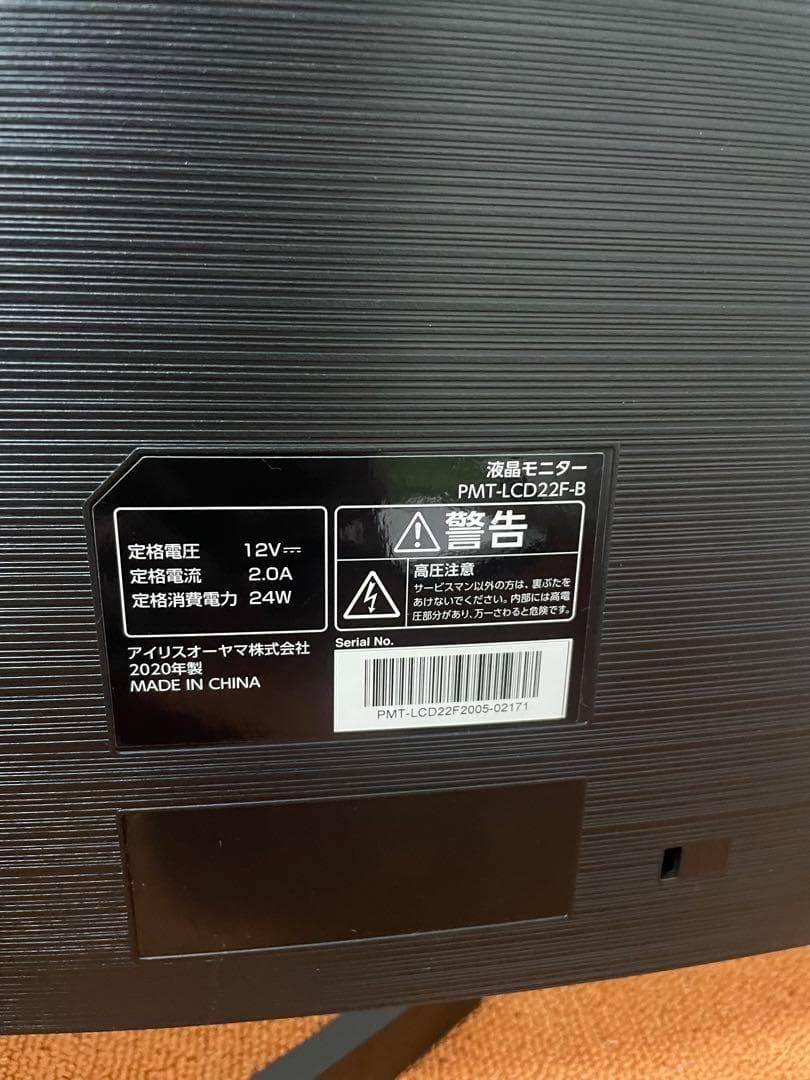 液晶モニター
PMT-LCD22F-B
定格電圧 12V⎓
定格電流 2.0A
定格消費電力 24W
警告
高圧注意
サービスマン以外の方は、裏ぶたを
あけないでください。内部には高電
圧部分があり、万一さわると危険です。
アイリスオーヤマ株式会社
2020年製
MADE IN CHINA
Serial No.
PMT-LCD22F2005-02171